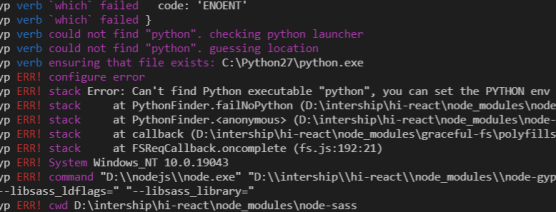 yp verb `which` failed   code: 'ENOENT'
yp verb `which` failed }
yp verb could not find "python". checking python launcher
yp verb could not find "python". guessing location
yp verb ensuring that file exists: C:\Python27\python.exe
yp ERR! configure error
yp ERR! stack Error: Can't find Python executable "python", you can set the PYTHON env
yp ERR! stack     at PythonFinder.failNoPython (D:\intership\hi-react\node_modules\node-
yp ERR! stack     at PythonFinder.<anonymous> (D:\intership\hi-react\node_modules\node-
yp ERR! stack     at callback (D:\intership\hi-react\node_modules\graceful-fs\polyfills
yp ERR! stack     at FSReqCallback.oncomplete (fs.js:192:21)
yp ERR! System Windows_NT 10.0.19043
yp ERR! command "D:\\nodejs\\node.exe" "D:\\intership\\hi-react\\node_modules\\node-gyp
--libsass_ldflags=" "--libsass_library="
yp ERR! cwd D:\intership\hi-react\node_modules\node-sass